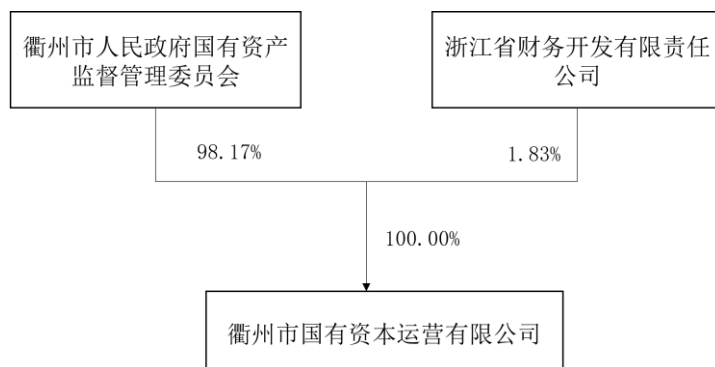 衢州市人民政府国有资产
监督管理委员会
浙江省财务开发有限责任
公司
98.17%
1.83%
100.00%
衢州市国有资本运营有限公司